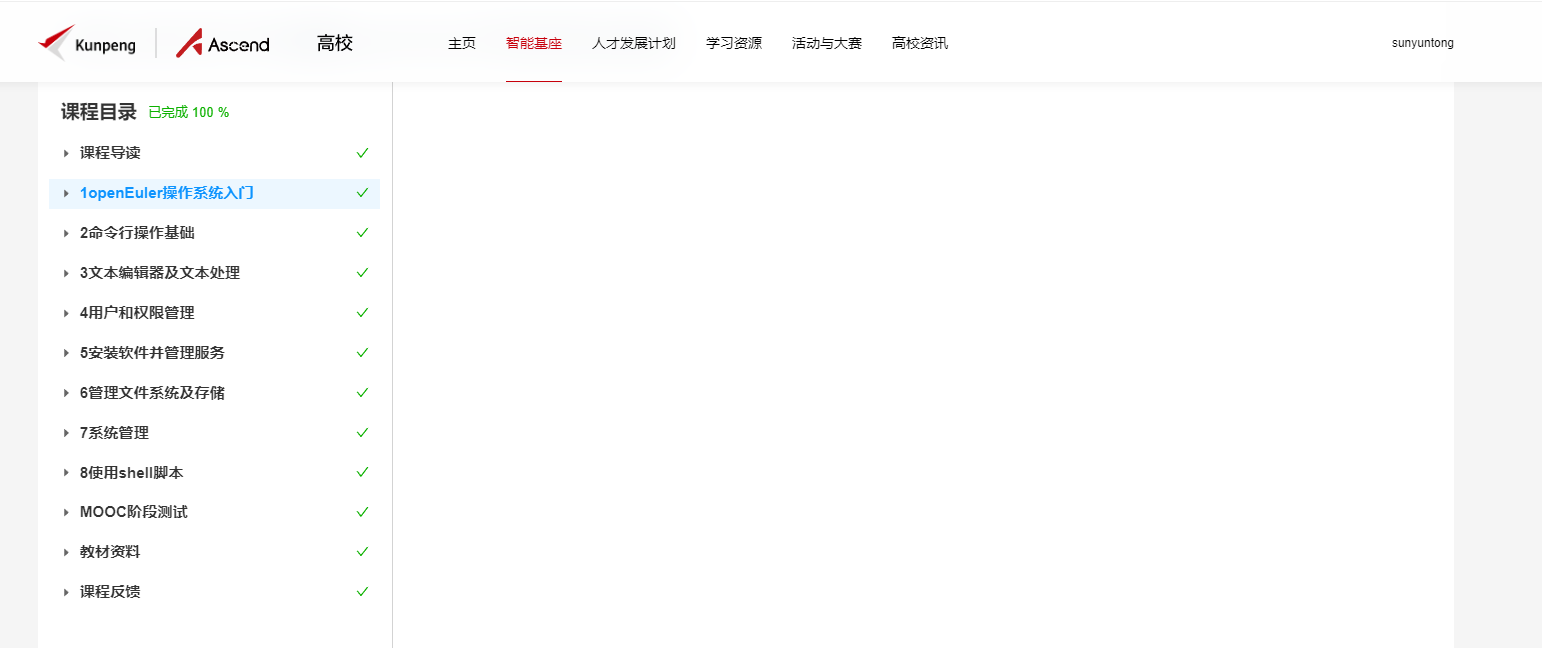 Kunpeng Ascend 高校 主页 智能基座 人才发展计划 学习资源 活动与大赛 高校资讯 sunyuntong
课程目录 已完成 100 %
课程导读
1openEuler操作系统入门
2命令行操作基础
3文本编辑器及文本处理
4用户和权限管理
5安装软件并管理服务
6管理文件系统及存储
7系统管理
8使用shell脚本
MOOC阶段测试
教材资料
课程反馈